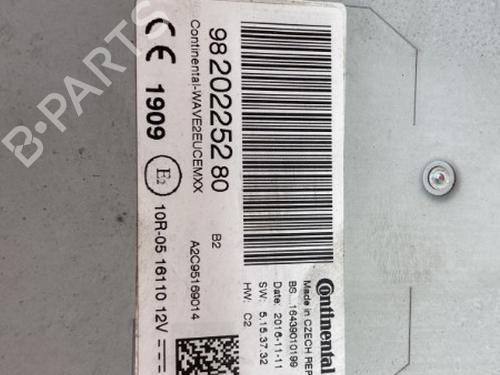 98 202252 80
Continental-WAVE2EUCEMXX
B2
A2C95169014
CE 1909
E2
10R-05 16110 12V
Continental
Made in CZECH REP
BS.. 16439010199
Date: 2016-11-11
SW: 5.15.37.32
HW: C2
B-PARTS